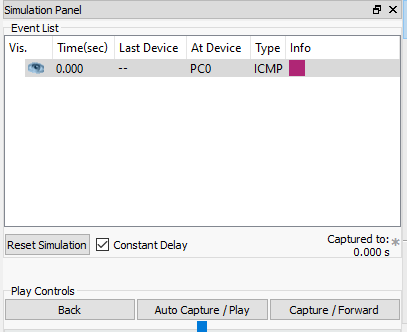 Simulation Panel
Event List
Vis. Time(sec) Last Device At Device Type Info
0.000 -- PC0 ICMP
Reset Simulation Constant Delay Captured to:
0.000 s
Play Controls
Back Auto Capture / Play Capture / Forward